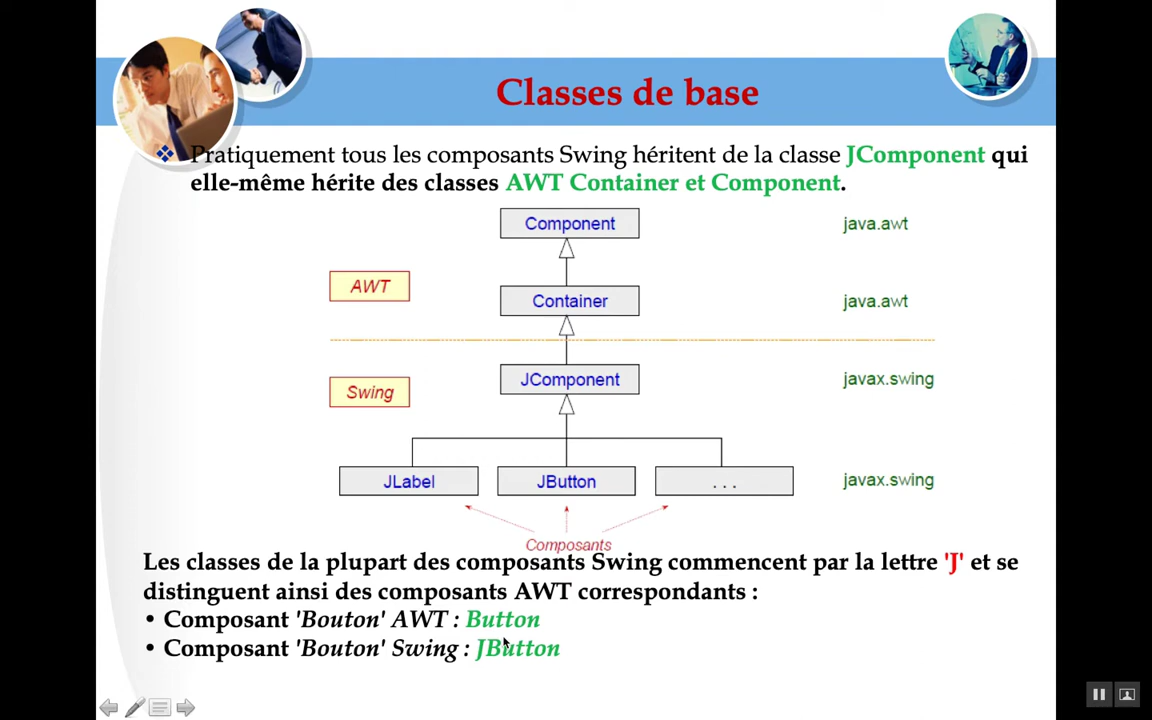 Classes de base
Pratiquement tous les composants Swing héritent de la classe JComponent qui
elle-même hérite des classes AWT Container et Component.
Component java.awt
AWT
Container java.awt
JComponent javax.swing
Swing
JLabel JButton . . . javax.swing
Composants
Les classes de la plupart des composants Swing commencent par la lettre 'J' et se
distinguent ainsi des composants AWT correspondants :
• Composant 'Bouton' AWT : Button
• Composant 'Bouton' Swing : JButton